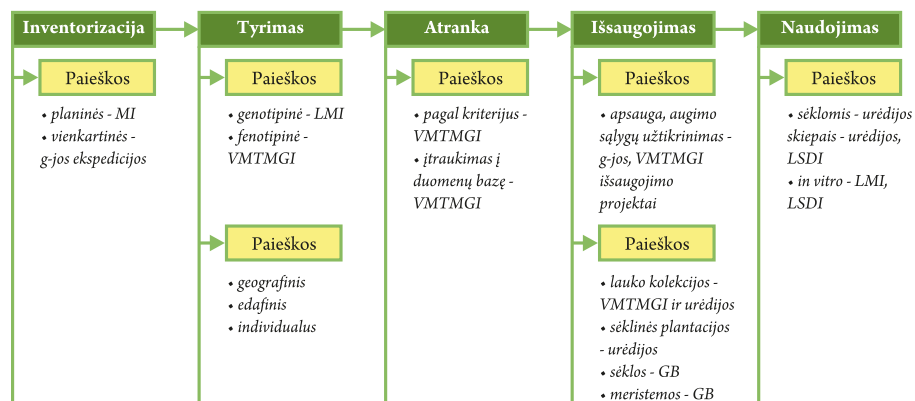 Inventorizacija
Tyrimas
Atranka
Išsaugojimas
Naudojimas
Paieškos
• planinės - MI
• vienkartinės -
g-jos ekspedicijos
Paieškos
• genotipinė - LMI
• fenotipinė -
VMTMGI
Paieškos
• geografinis
• edafinis
• individualus
Paieškos
• pagal kriterijus -
VMTMGI
• įtraukimas į
duomenų bazę -
VMTMGI
Paieškos
• apsauga, augimo
sąlygų užtikrinimas -
g-jos, VMTMGI
išsaugojimo
projektai
Paieškos
• lauko kolekcijos -
VMTMGI ir urėdijos
• sėklinės plantacijos
- urėdijos
• sėklos - GB
• meristemos - GB
Paieškos
• sėklomis - urėdijos
skiepais - urėdijos,
LSDI
• in vitro - LMI,
LSDI